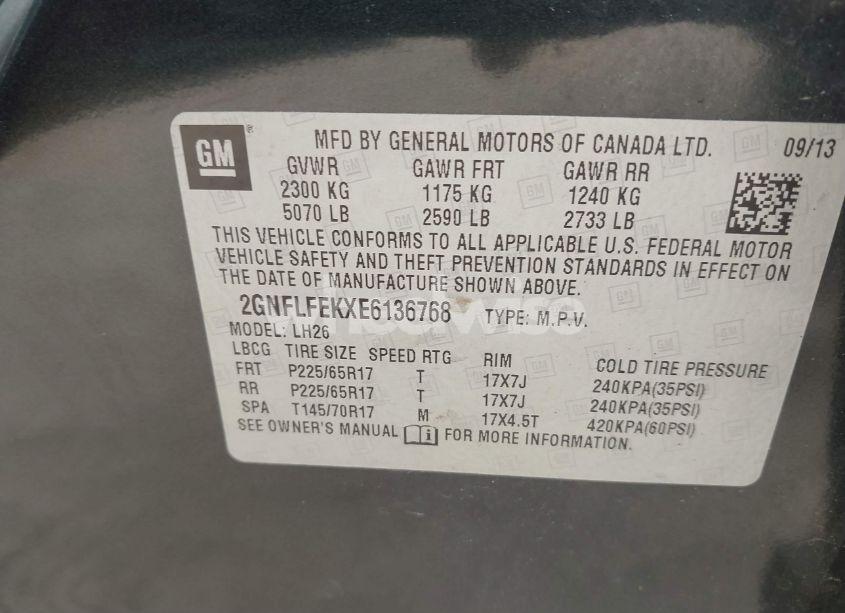 GM ® MFD BY GENERAL MOTORS OF CANADA LTD. 09/13
GVWR GAWR FRT GAWR RR
2300 KG 1175 KG 1240 KG
5070 LB 2590 LB 2733 LB
THIS VEHICLE CONFORMS TO ALL APPLICABLE U.S. FEDERAL MOTOR
VEHICLE SAFETY AND THEFT PREVENTION STANDARDS IN EFFECT ON
THE DATE OF MANUFACTURE SHOWN ABOVE.
2GNFLFEKXE6136768 TYPE: M.P.V.
MODEL: LH26
LBCG TIRE SIZE SPEED RTG RIM COLD TIRE PRESSURE
FRT P225/65R17 T 17X7J 240KPA(35PSI)
RR P225/65R17 T 17X7J 240KPA(35PSI)
SPA T145/70R17 M 17X4.5T 420KPA(60PSI)
SEE OWNER'S MANUAL i FOR MORE INFORMATION.